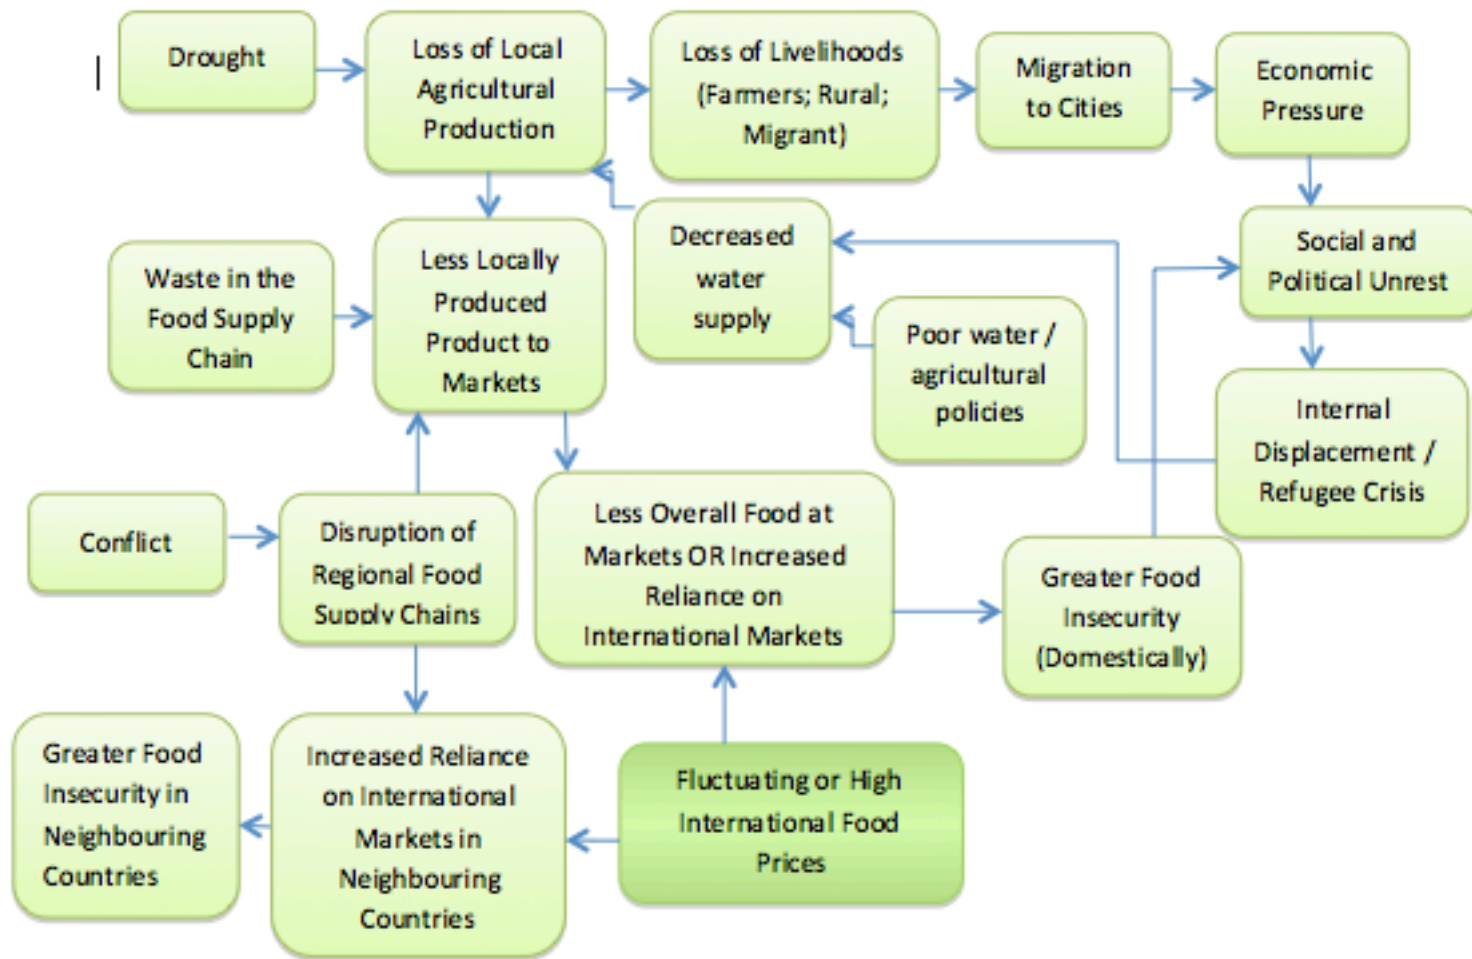 Drought
Loss of Local
Agricultural
Production
Loss of Livelihoods
(Farmers; Rural;
Migrant)
Migration
to Cities
Economic
Pressure
Waste in the
Food Supply
Chain
Less Locally
Produced
Product to
Markets
Decreased
water
supply
Poor water /
agricultural
policies
Social and
Political Unrest
Internal
Displacement /
Refugee Crisis
Conflict
Disruption of
Regional Food
Supply Chains
Less Overall Food at
Markets OR Increased
Reliance on
International Markets
Greater Food
Insecurity
(Domestically)
Greater Food
Insecurity in
Neighbouring
Countries
Increased Reliance
on International
Markets in
Neighbouring
Countries
Fluctuating or High
International Food
Prices